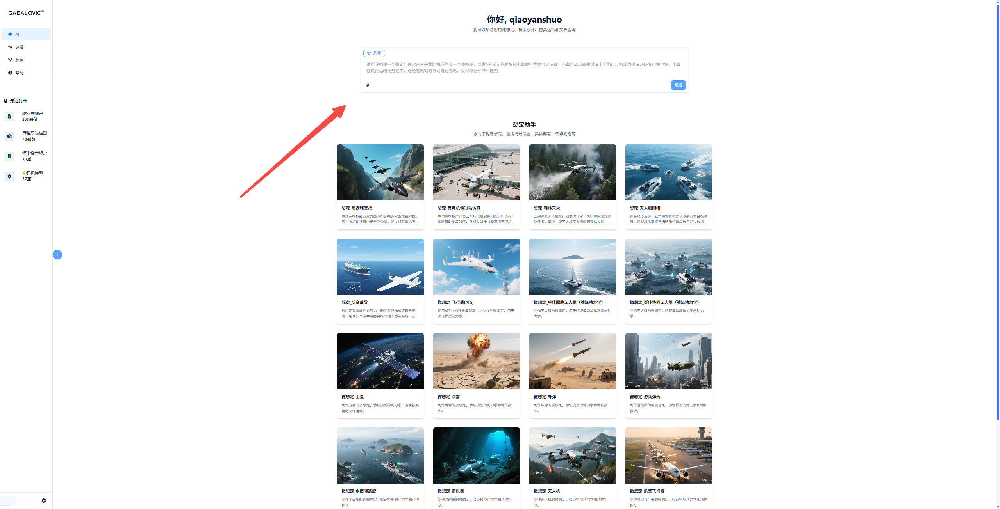 GAEALAVIC®
AI
建模
想定
帮助
最近打开
防空导想定
30分钟前
导弹系统模型
2小时前
海上搜救想定
1天前
构建机模型
3天前
你好, qiaoyanshuo
我可以帮助您构建想定、模型设计、仿真运行和文档查询
想定
请帮我构建一个想定：在北京大兴国际机场的某一个停机坪，部署6台无人驾驶货运小车进行货物自动运输。小车自动运输路线有十字路口。机场内设有两座专用充电站。小车
在执行运输任务途中，途经充电站时自动进行充电，以保障连续作业能力。
发送
想定助手
协助您构建想定，包括场景设置、实体部署、任务规划等
想定_超视距空战
本想定模拟红蓝双方战斗机超视距空战拦截对抗。
双方战机均携带中距空空导弹，通过机载雷达互...
想定_民用机场过站仿真
本仿真模拟广州白云机场飞机完整地面运行流程：
按航班时刻表时序，飞机从进港（脱离道至停机...
想定_森林灭火
三架巡查无人机按计划依次升空，执行林区常规巡
航任务。其中一架无人机突发侦测到森林火源，...
想定_无人艇围猎
在某预设海域，红方预警机率先侦测到蓝方目标潜
艇。预警机迅速将目标精确位置与信息通过数据...
想定_防空反导
该想定现阶段的态势为：防空反导作战环境已部
署，包含多个空中威胁目标与地面防空系统，正...
微想定-飞行器(AFS)
使用AFSim的飞机模型动力学制作的微想定，用于
验证模型动力学。
微想定_单体跟踪无人艇（验证动力学）
制作无人艇的微想定，用于验证模型单体跟踪的动
力学。
微想定_群体协同无人艇（验证动力学）
制作无人艇的微想定，验证模型群体协同的动力
学。
微想定_卫星
制作卫星的微想定，验证模型的动力学，卫星按照
星历文件运动。
微想定_跳雷
制作跳雷的微想定，验证模型的动力学和动作指
令。
微想定_导弹
制作导弹的微想定，验证模型的动力学和动作指
令。
微想定_游荡弹药
制作游荡弹药的微想定，验证模型的动力学和动作
指令。
微想定_水面驱逐舰
制作水面舰艇的微想定，验证模型的动力学和动作
指令。
微想定_潜航器
制作潜航器的微想定，验证模型动力学和动作指
令。
微想定_无人机
制作无人机的微想定，验证模型动力学和动作指
令。
微想定_航空飞行器
制作航空飞行器的微想定，验证模型动力学和动作
指令。